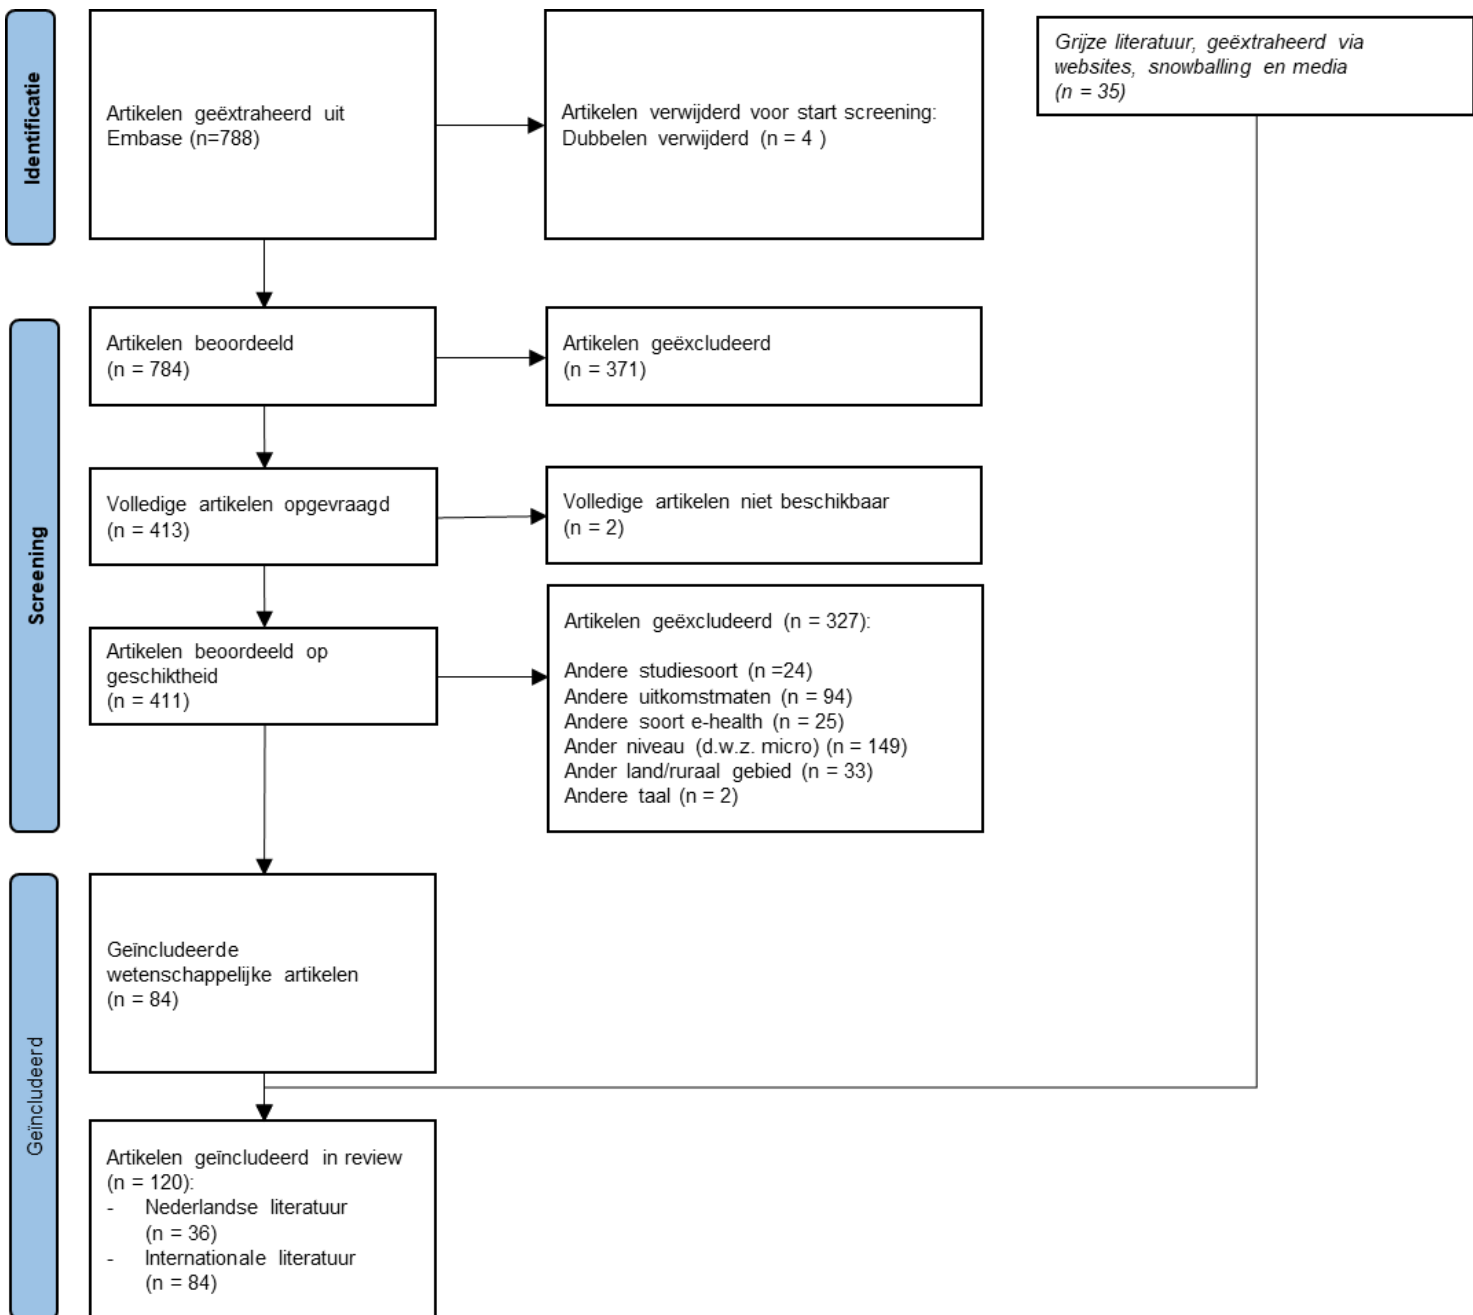 Identificatie
Artikelen geëxtraheerd uit
Embase (n=788)
Artikelen verwijderd voor start screening:
Dubbelen verwijderd (n = 4 )
Grijze literatuur, geëxtraheerd via
websites, snowballing en media
(n = 35)
Screening
Artikelen beoordeeld
(n = 784)
Artikelen geëxcludeerd
(n = 371)
Volledige artikelen opgevraagd
(n = 413)
Volledige artikelen niet beschikbaar
(n = 2)
Artikelen beoordeeld op
geschiktheid
(n = 411)
Artikelen geëxcludeerd (n = 327):
Andere studiesoort (n =24)
Andere uitkomstmaten (n = 94)
Andere soort e-health (n = 25)
Ander niveau (d.w.z. micro) (n = 149)
Ander land/ruraal gebied (n = 33)
Andere taal (n = 2)
Geïncludeerd
Geïncludeerde
wetenschappelijke artikelen
(n = 84)
Artikelen geïncludeerd in review
(n = 120):
- Nederlandse literatuur
(n = 36)
- Internationale literatuur
(n = 84)